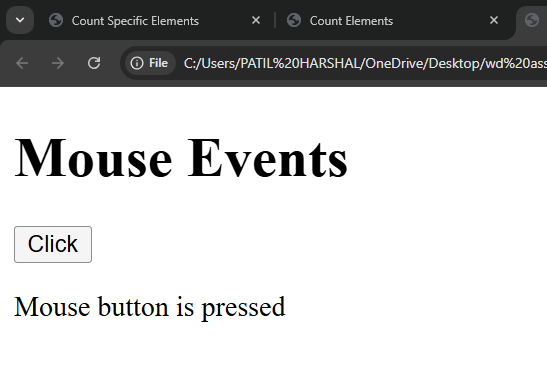 Count Specific Elements
Count Elements
File C:/Users/PATIL%20HARSHAL/OneDrive/Desktop/wd%20ass
Mouse Events
Click
Mouse button is pressed